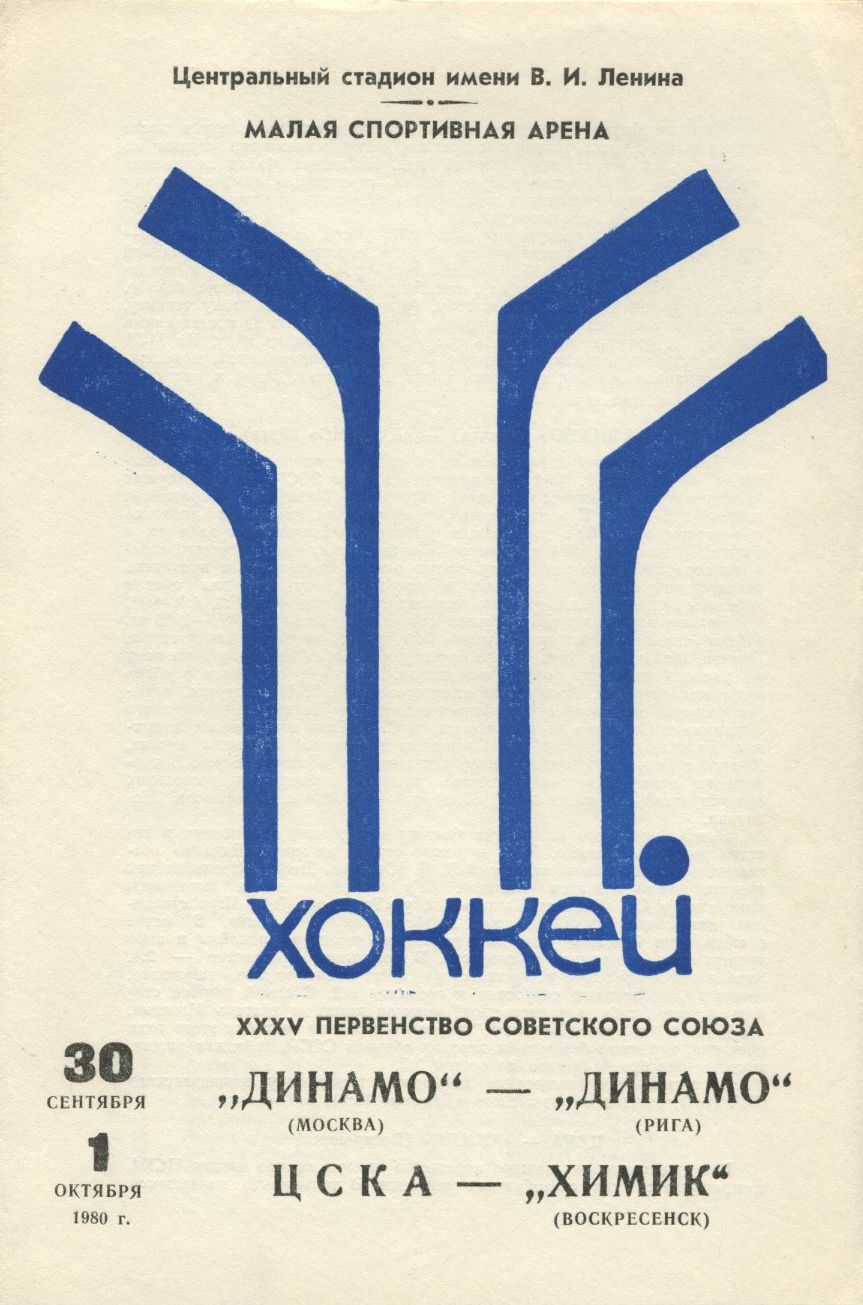 Центральный стадион имени В. И. Ленина
МАЛАЯ СПОРТИВНАЯ АРЕНА
хоккей
XXXV ПЕРВЕНСТВО СОВЕТСКОГО СОЮЗА
30
СЕНТЯБРЯ
„ДИНАМО“ — „ДИНАМО“
(МОСКВА) (РИГА)
1
ОКТЯБРЯ
1980 г.
ЦСКА — „ХИМИК“
(ВОСКРЕСЕНСК)